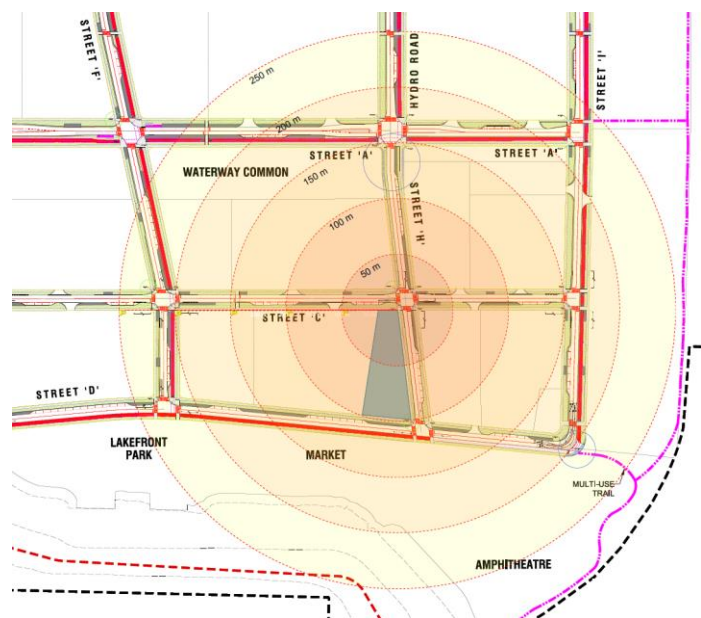 STREET 'F'
HYDRO ROAD
STREET 'I'
250 m
200 m
STREET 'A'
STREET 'A'
WATERWAY COMMON
150 m
STREET 'H'
100 m
50 m
STREET 'C'
STREET 'D'
LAKEFRONT
PARK
MARKET
MULTI-USE
TRAIL
AMPHITHEATRE